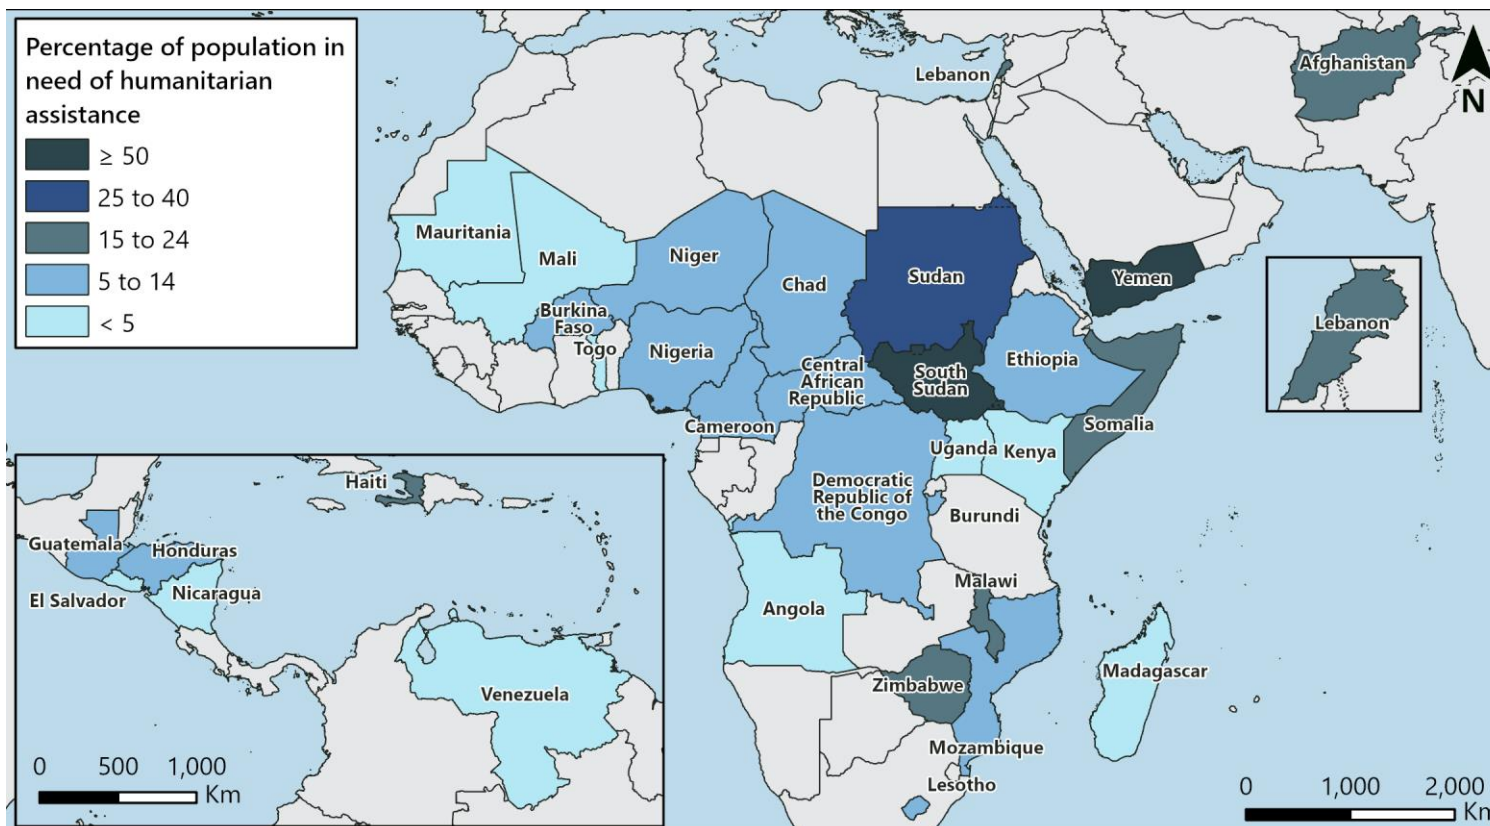 Percentage of population in
need of humanitarian
assistance
≥ 50
25 to 40
15 to 24
5 to 14
< 5
Lebanon
Afghanistan
N
Mauritania
Mali
Niger
Chad
Sudan
Yemen
Burkina
Faso
Togo
Nigeria
Central
African
Republic
South
Sudan
Ethiopia
Lebanon
Cameroon
Uganda
Kenya
Somalia
Democratic
Republic of
the Congo
Burundi
Malawi
Angola
Zimbabwe
Madagascar
Mozambique
Lesotho
0 1,000 2,000
Km
Haiti
Guatemala
Honduras
El Salvador
Nicaragua
Venezuela
0 500 1,000
Km